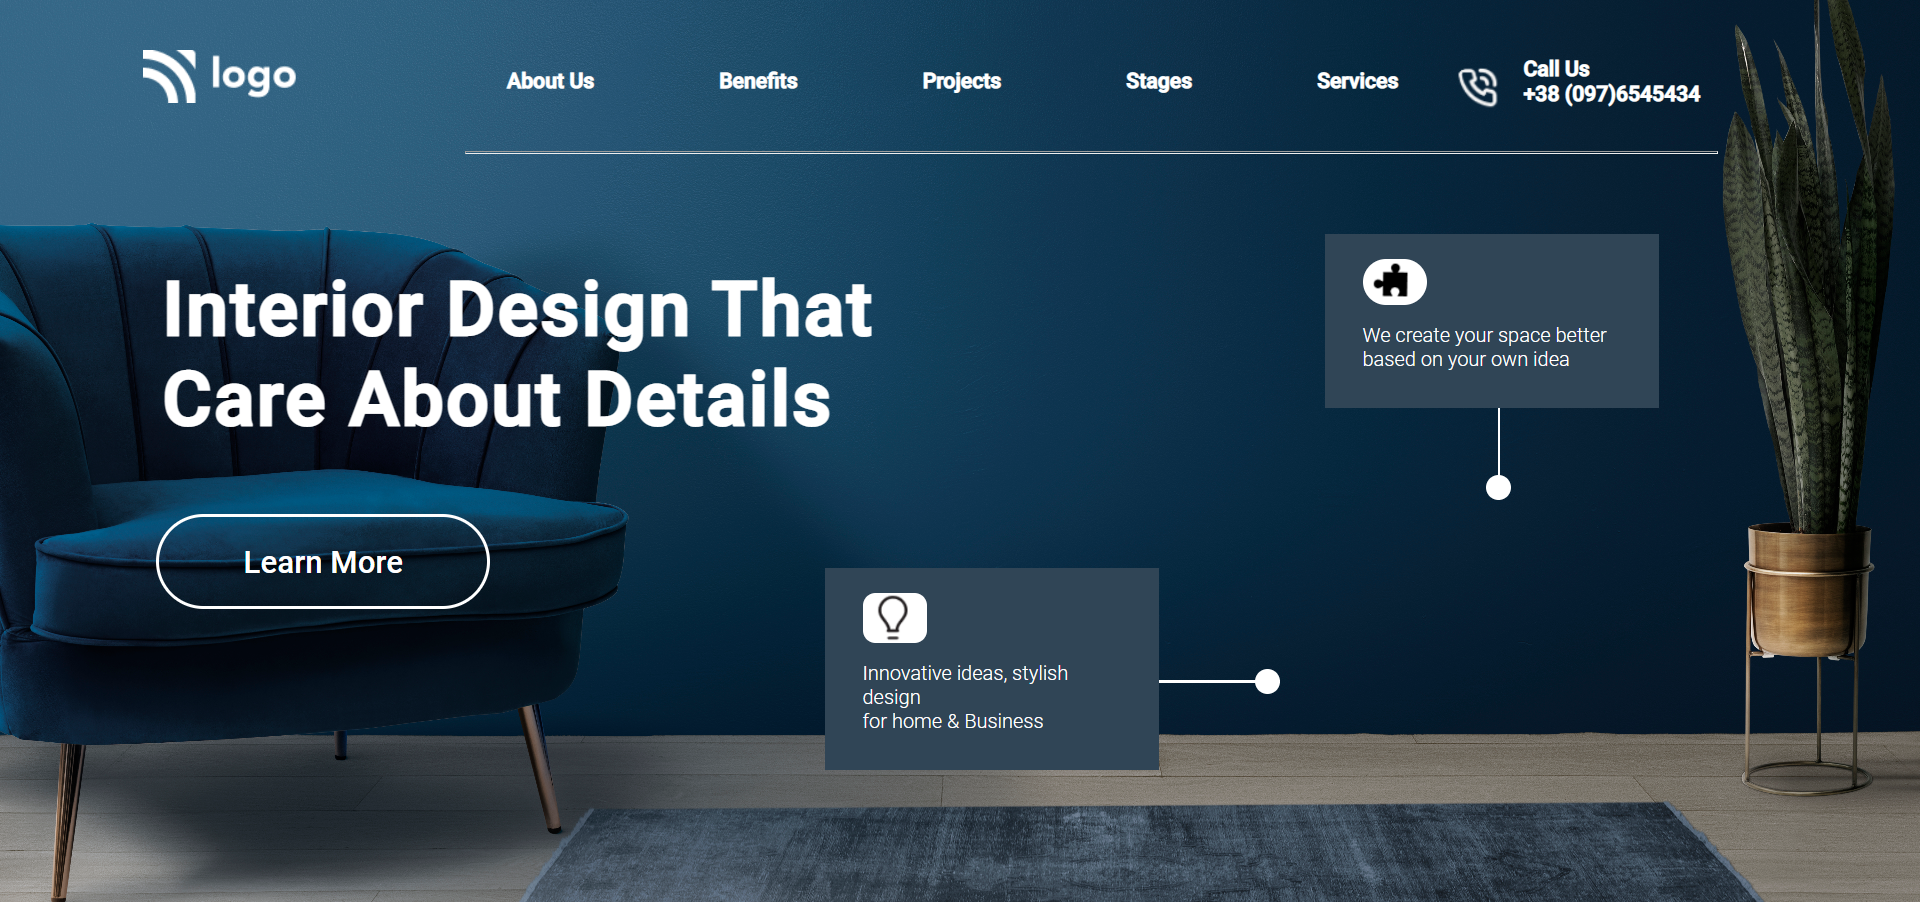 logo
About Us
Benefits
Projects
Stages
Services
Call Us
+38 (097)6545434
Interior Design That
Care About Details
We create your space better
based on your own idea
Learn More
Innovative ideas, stylish
design
for home & Business